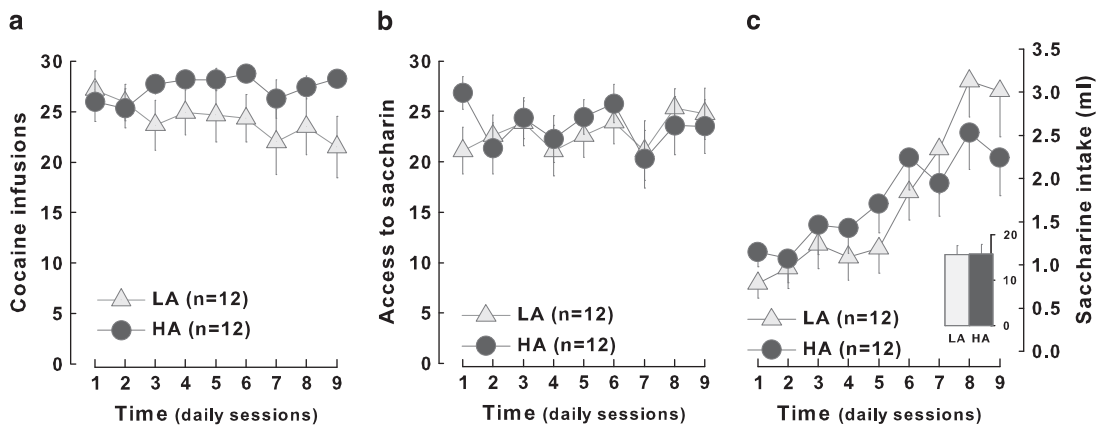 a
b
c
Cocaine infusions
30
25
20
15
10
5
0
LA (n=12)
HA (n=12)
1 2 3 4 5 6 7 8 9
Time (daily sessions)
Access to saccharin
30
25
20
15
10
5
0
LA (n=12)
HA (n=12)
1 2 3 4 5 6 7 8 9
Time (daily sessions)
Saccharine intake (ml)
3.5
3.0
2.5
2.0
1.5
1.0
0.5
0.0
20
10
0
LA HA
LA (n=12)
HA (n=12)
1 2 3 4 5 6 7 8 9
Time (daily sessions)